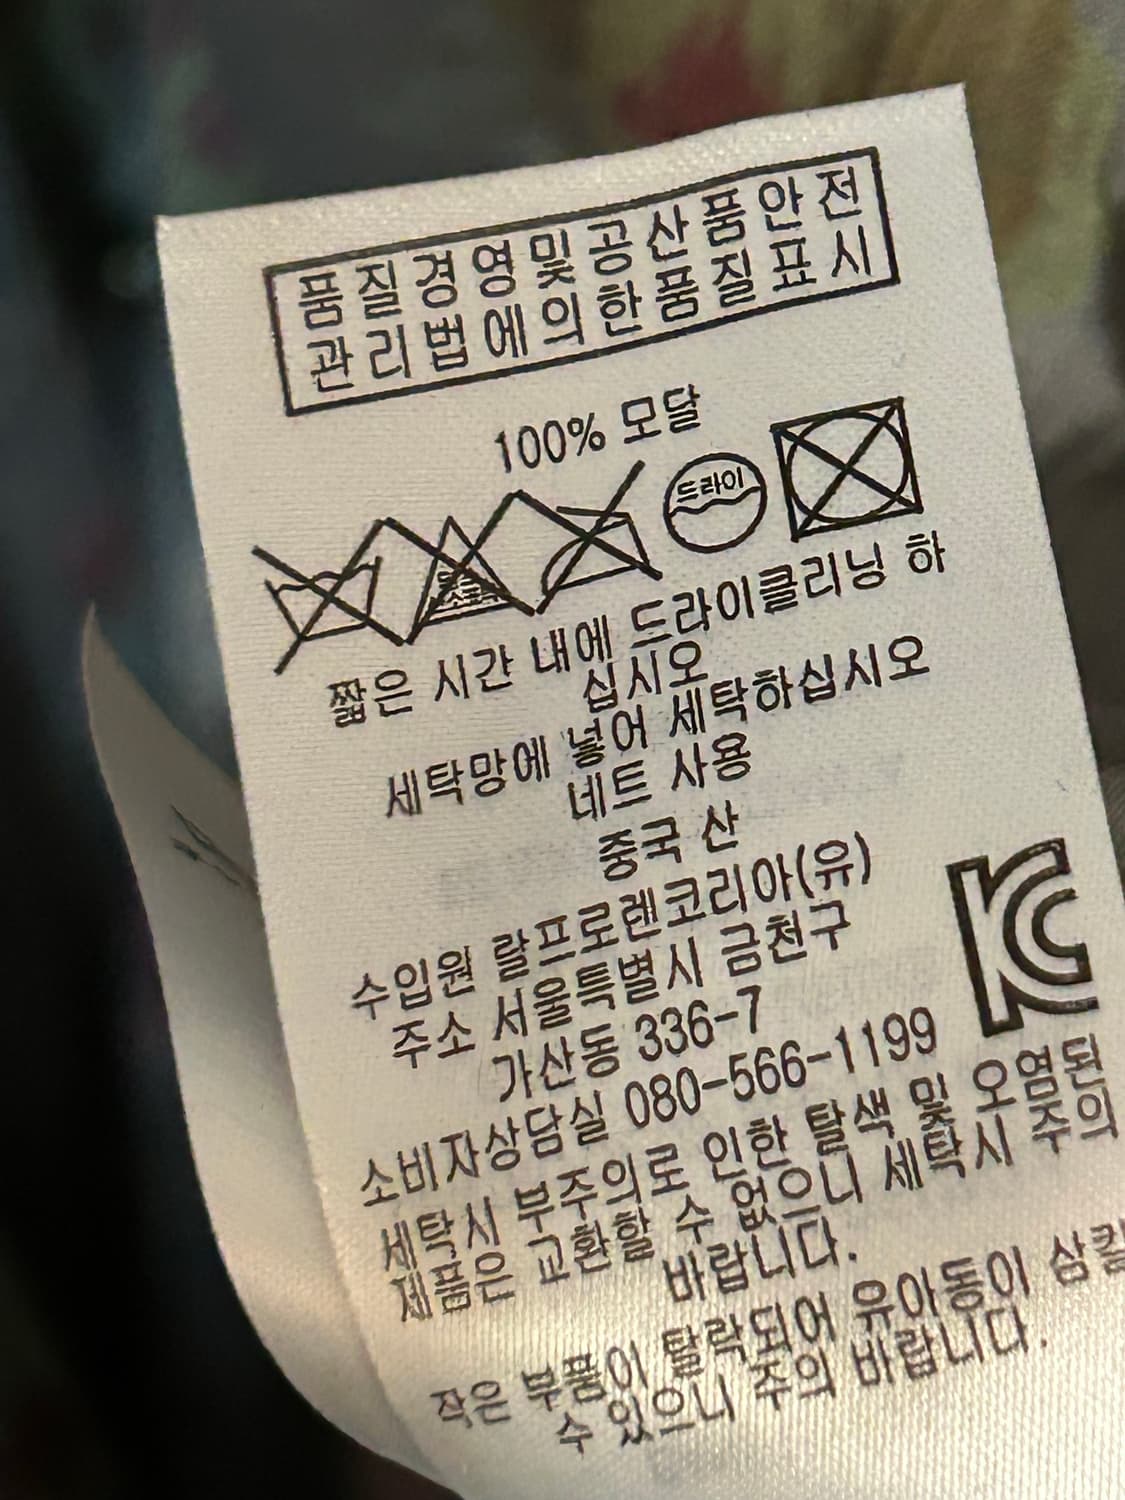 품질경영및공산품안전
관리법에의한품질표시
100% 모달
드라이
짧은 시간 내에 드라이클리닝 하
십시오
세탁망에 넣어 세탁하십시오
네트 사용
중국 산
수입원 랄프로렌코리아(유)
주소 서울특별시 금천구
가산동 336-7
소비자상담실 080-566-1199
세탁시 부주의로 인한 탈색 및 오염된
제품은 교환할 수 없으니 세탁시 주의
바랍니다.
작은 부품이 탈락되어 유아동이 삼킬
수 있으니 주의 바랍니다.